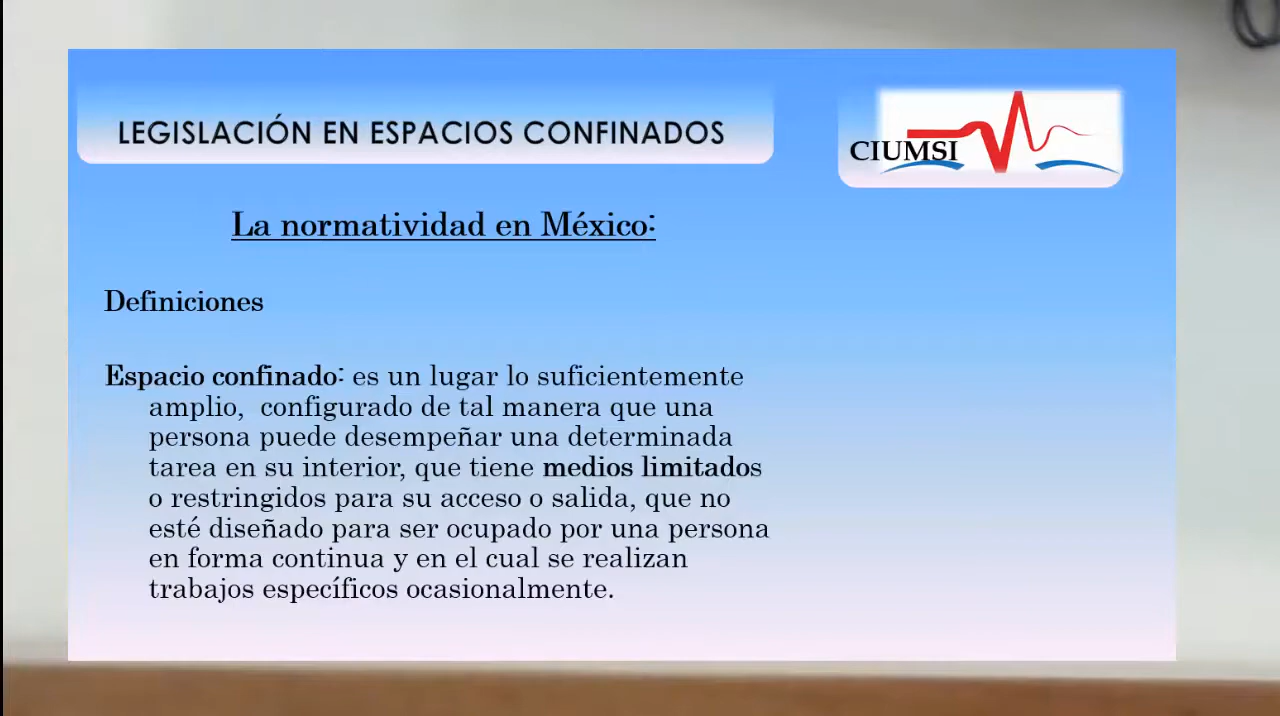 LEGISLACIÓN EN ESPACIOS CONFINADOS
CIUMSI
La normatividad en México:
Definiciones
Espacio confinado: es un lugar lo suficientemente
amplio, configurado de tal manera que una
persona puede desempeñar una determinada
tarea en su interior, que tiene medios limitados
o restringidos para su acceso o salida, que no
esté diseñado para ser ocupado por una persona
en forma continua y en el cual se realizan
trabajos específicos ocasionalmente.